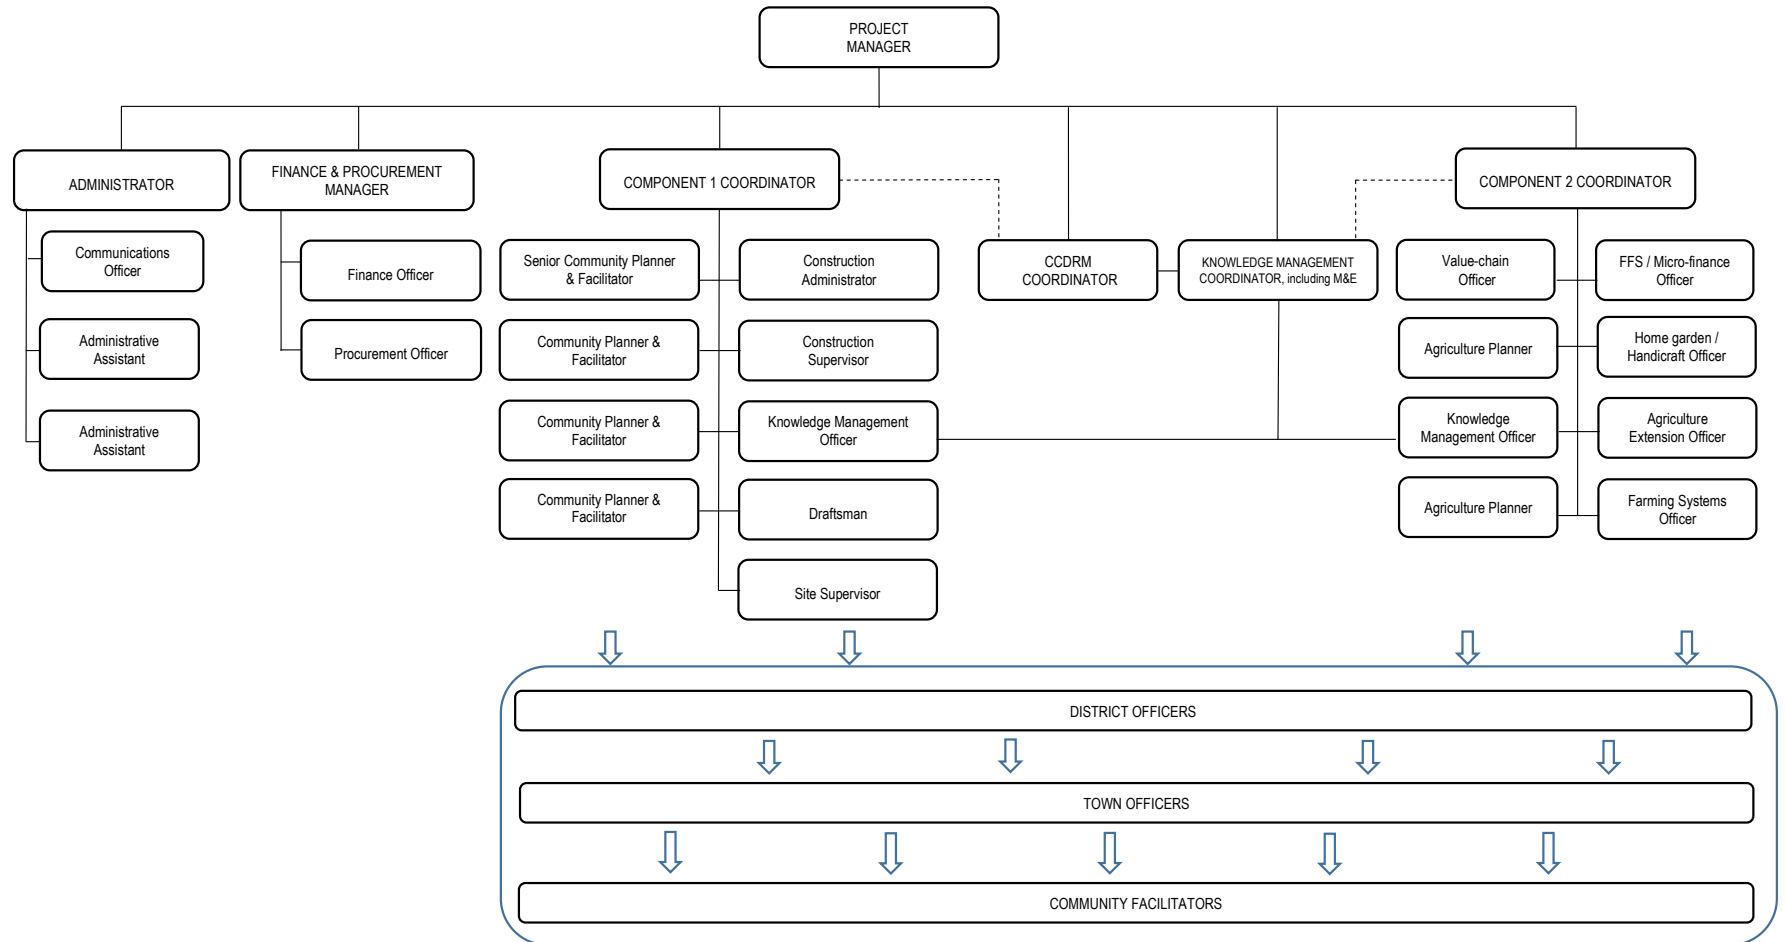 PROJECT
MANAGER
ADMINISTRATOR
FINANCE & PROCUREMENT
MANAGER
COMPONENT 1 COORDINATOR
COMPONENT 2 COORDINATOR
Communications
Officer
Administrative
Assistant
Administrative
Assistant
Finance Officer
Procurement Officer
Senior Community Planner
& Facilitator
Construction
Administrator
Community Planner &
Facilitator
Construction
Supervisor
Community Planner &
Facilitator
Knowledge Management
Officer
Community Planner &
Facilitator
Draftsman
Site Supervisor
CCDRM
COORDINATOR
KNOWLEDGE MANAGEMENT
COORDINATOR, including M&E
Value-chain
Officer
FFS / Micro-finance
Officer
Agriculture Planner
Home garden /
Handicraft Officer
Knowledge
Management Officer
Agriculture
Extension Officer
Agriculture Planner
Farming Systems
Officer
DISTRICT OFFICERS
TOWN OFFICERS
COMMUNITY FACILITATORS